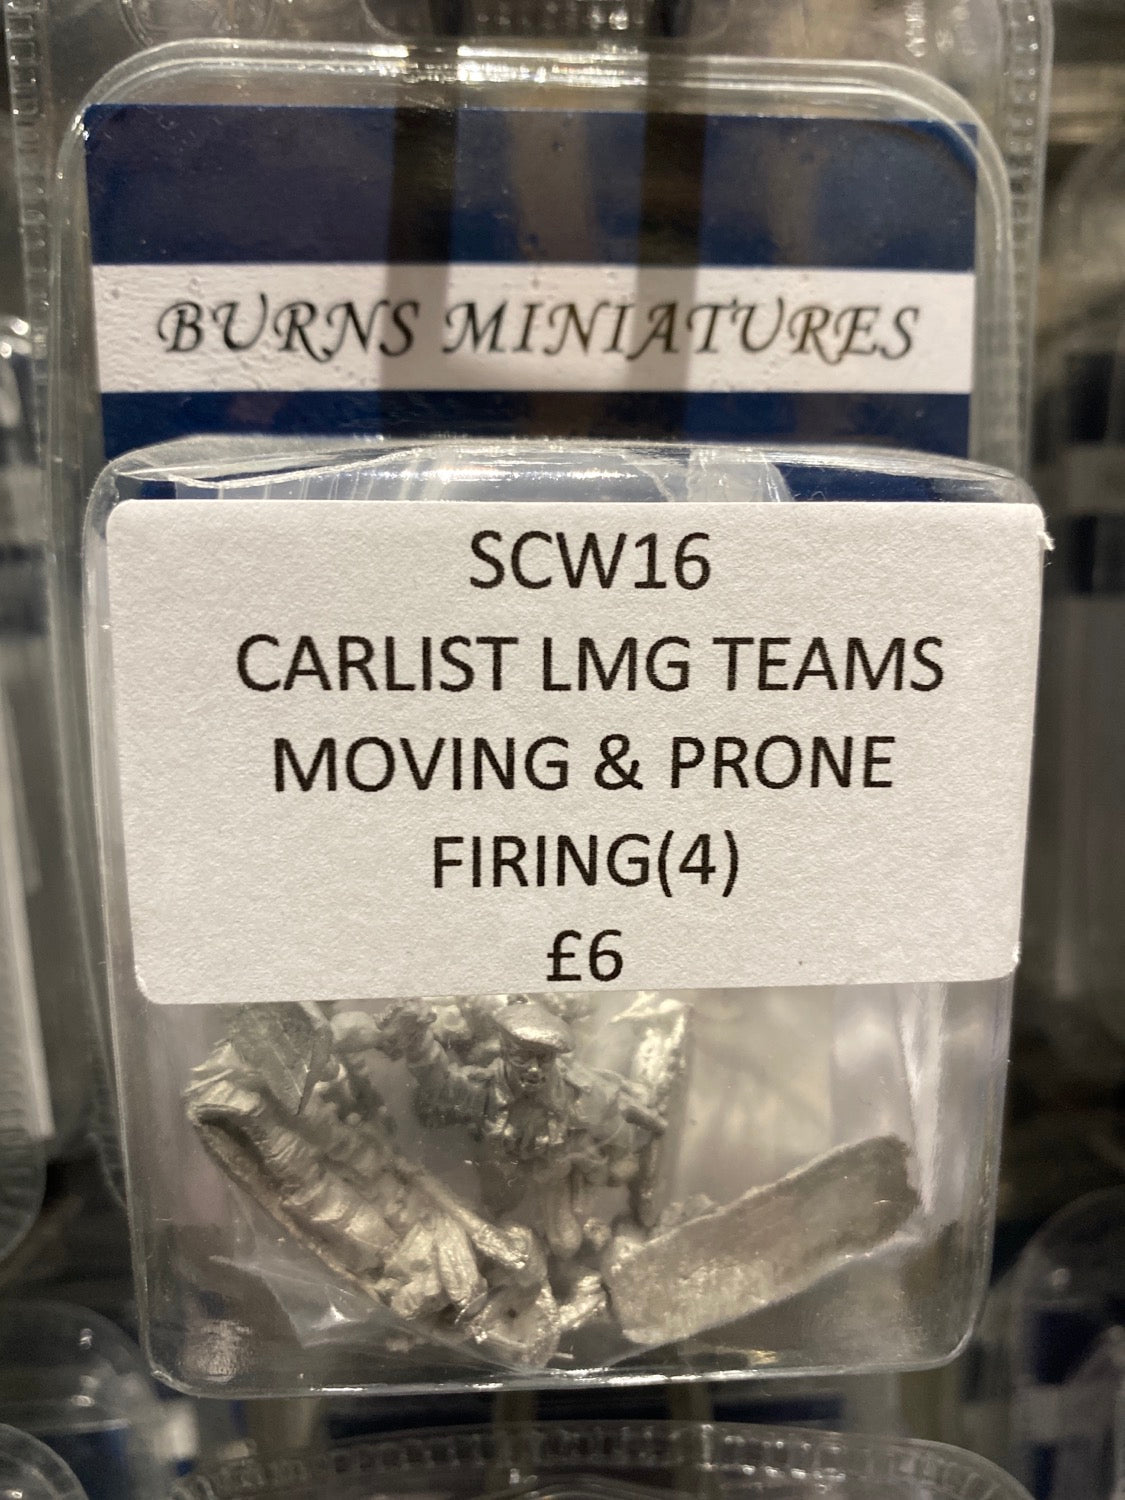 BURNS MINIATURES
SCW16
CARLIST LMG TEAMS
MOVING & PRONE
FIRING(4)
£6